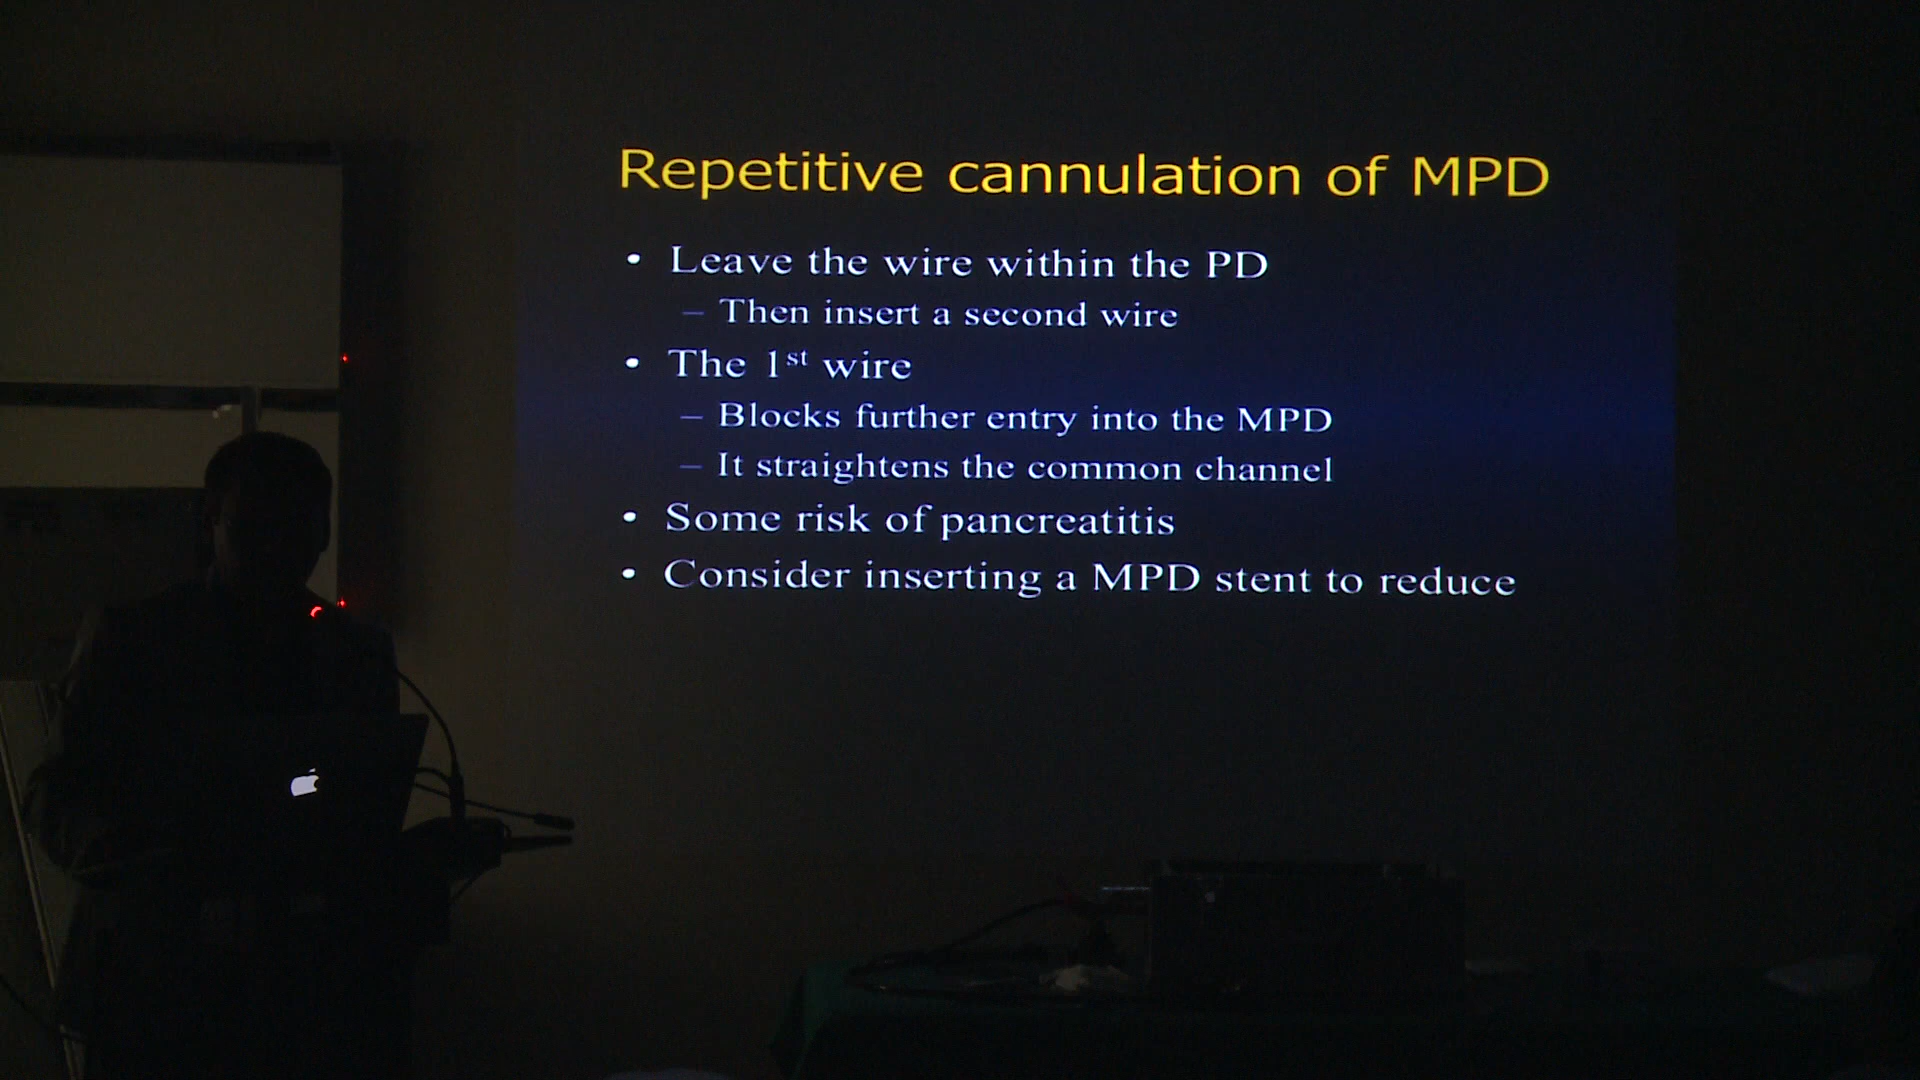 Repetitive cannulation of MPD
• Leave the wire within the PD
– Then insert a second wire
• The 1st wire
– Blocks further entry into the MPD
– It straightens the common channel
• Some risk of pancreatitis
• Consider inserting a MPD stent to reduce